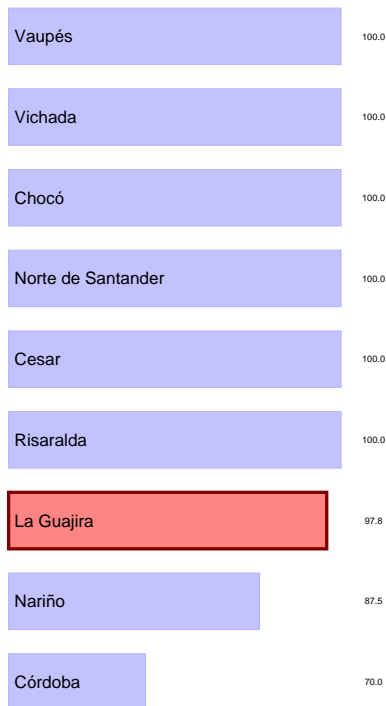 Vaupés 100.0
Vichada 100.0
Chocó 100.0
Norte de Santander 100.0
Cesar 100.0
Risaralda 100.0
La Guajira 97.8
Nariño 87.5
Córdoba 70.0